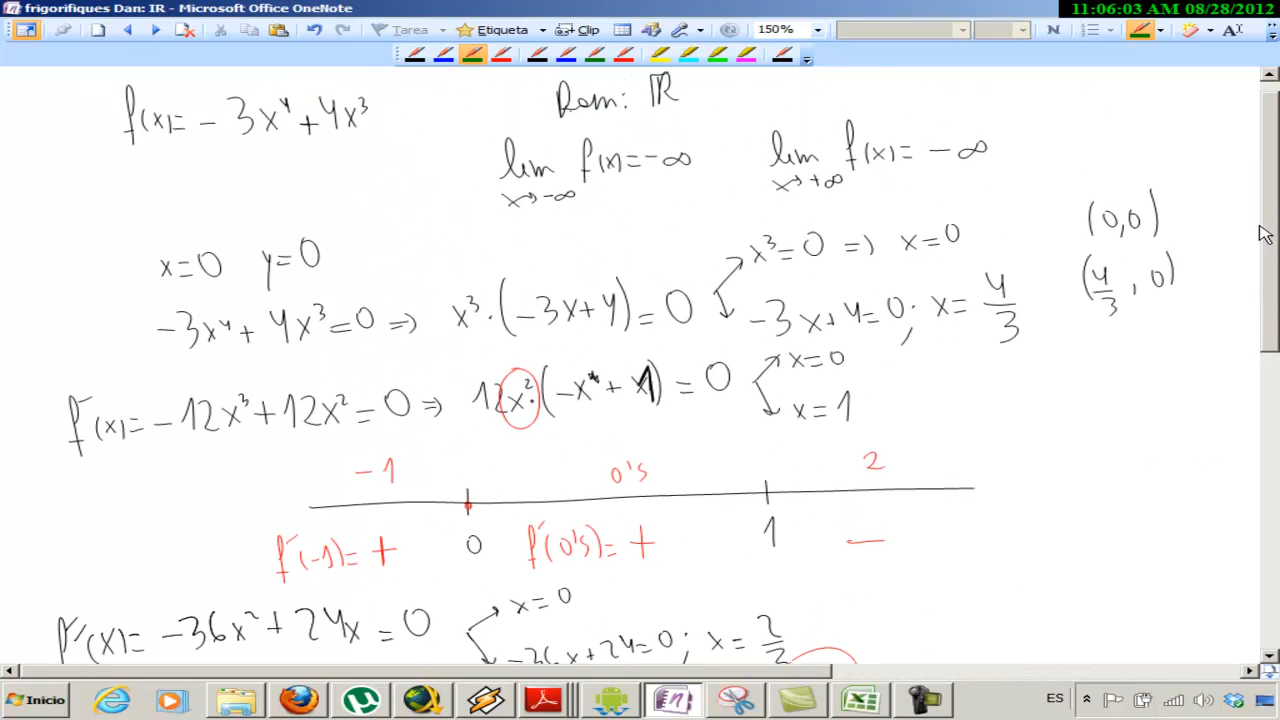 frigorifiques Dan: IR - Microsoft Office OneNote
11:06:03 AM 08/28/2012
150% Tarea Etiqueta Clip N A
f(x)= -3x⁴+4x³
Dom: ℝ
lim f(x)=-∞ lim f(x)= -∞
x→-∞ x→+∞
x=0 y=0
x³=0 => x=0
(0,0)
-3x⁴+4x³=0 => x³·(-3x+4)=0
-3x+4=0; x= 4/3
(4/3, 0)
f'(x)= -12x³+12x²=0 => 12x²·(-x+1)=0
x=0
x=1
-1 0's 2
0 1
f'(-1)=+ f'(0's)=+ —
f''(x)= -36x²+24x=0
x=0
-36x+24=0; x= 2/3
Inicio ES